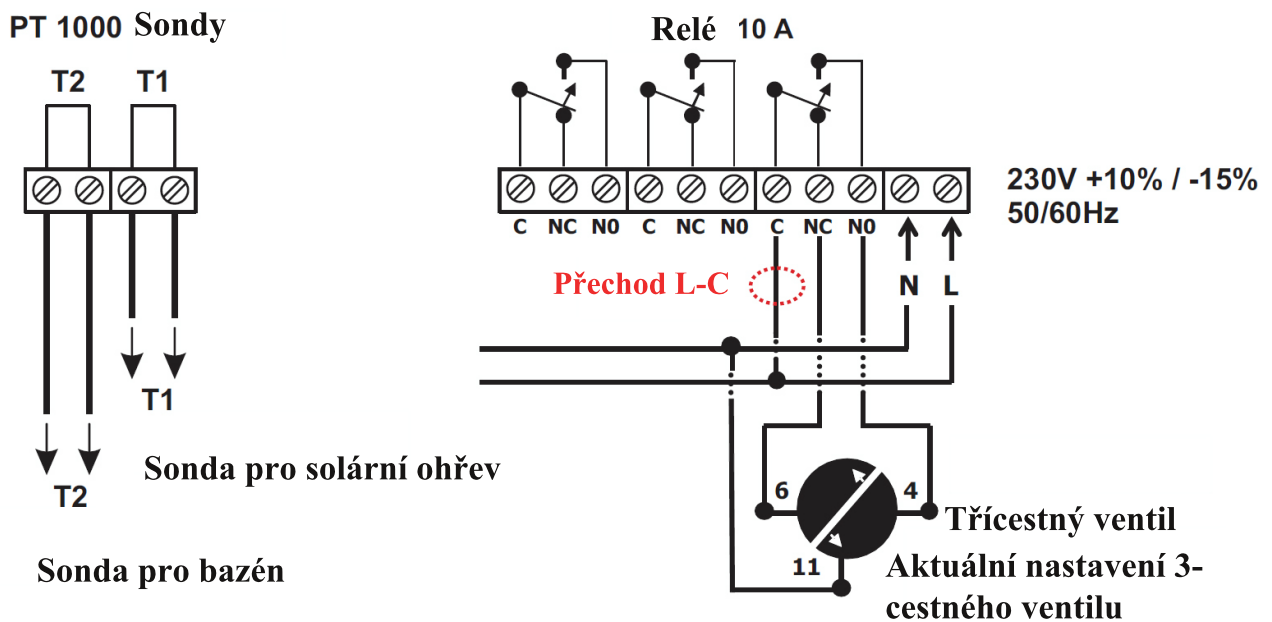 PT 1000 Sondy
T2 T1
T1
T2
Sonda pro solární ohřev
Sonda pro bazén
Relé 10 A
C NC N0 C NC N0 C NC N0
230V +10% / -15%
50/60Hz
Přechod L-C
N L
6 4
11
Třícestný ventil
Aktuální nastavení 3-
cestného ventilu